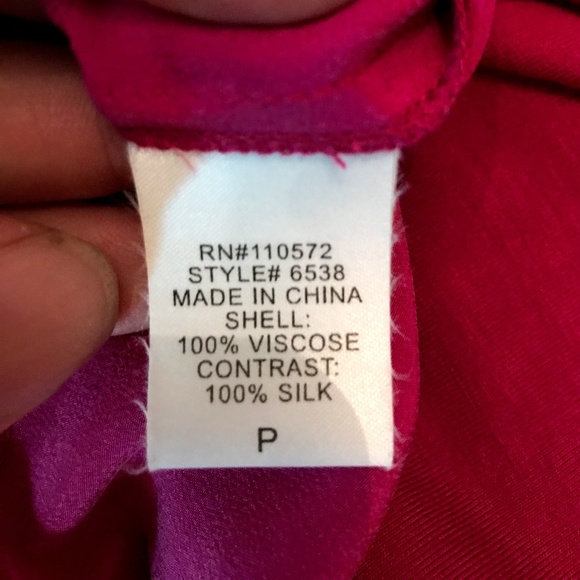 RN#110572
STYLE# 6538
MADE IN CHINA
SHELL:
100% VISCOSE
CONTRAST:
100% SILK
P